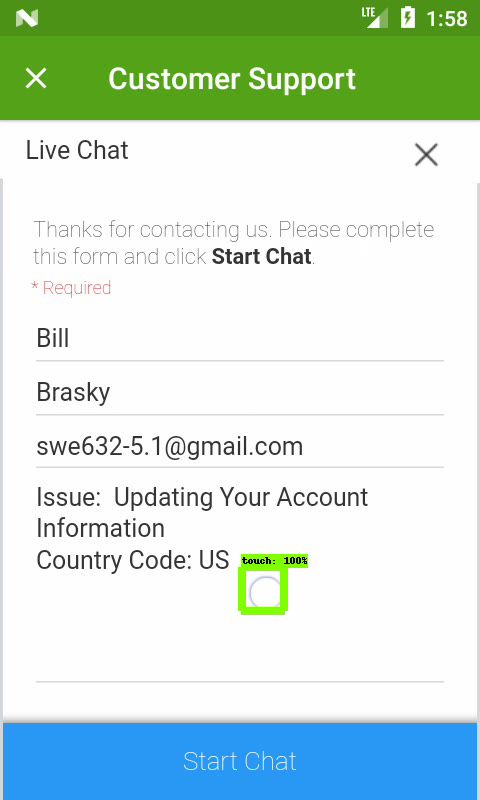 LTE 1:58
Customer Support
Live Chat
Thanks for contacting us. Please complete
this form and click Start Chat.
* Required
Bill
Brasky
swe632-5.1@gmail.com
Issue:  Updating Your Account
Information
Country Code: US
touch: 100%
Start Chat